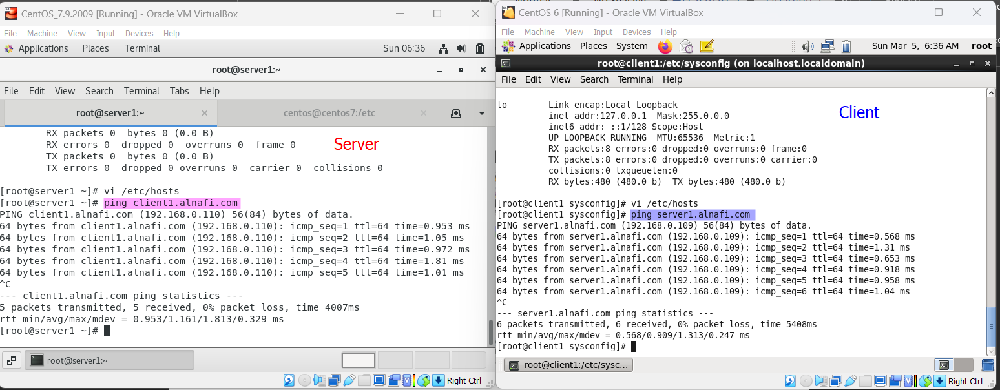 CentOS_7.9.2009 [Running] - Oracle VM VirtualBox
File Machine View Input Devices Help
Applications Places Terminal Sun 06:36
root@server1:~
File Edit View Search Terminal Tabs Help
root@server1:~ centos@centos7:/etc
RX packets 0 bytes 0 (0.0 B)
RX errors 0 dropped 0 overruns 0 frame 0
Server
TX packets 0 bytes 0 (0.0 B)
TX errors 0 dropped 0 overruns 0 carrier 0 collisions 0
[root@server1 ~]# vi /etc/hosts
[root@server1 ~]# ping client1.alnafi.com
PING client1.alnafi.com (192.168.0.110) 56(84) bytes of data.
64 bytes from client1.alnafi.com (192.168.0.110): icmp_seq=1 ttl=64 time=0.953 ms
64 bytes from client1.alnafi.com (192.168.0.110): icmp_seq=2 ttl=64 time=1.05 ms
64 bytes from client1.alnafi.com (192.168.0.110): icmp_seq=3 ttl=64 time=0.972 ms
64 bytes from client1.alnafi.com (192.168.0.110): icmp_seq=4 ttl=64 time=1.81 ms
64 bytes from client1.alnafi.com (192.168.0.110): icmp_seq=5 ttl=64 time=1.01 ms
^C
--- client1.alnafi.com ping statistics ---
5 packets transmitted, 5 received, 0% packet loss, time 4007ms
rtt min/avg/max/mdev = 0.953/1.161/1.813/0.329 ms
[root@server1 ~]#
root@server1:~
Right Ctrl
CentOS 6 [Running] - Oracle VM VirtualBox
File Machine View Input Devices Help
Applications Places System Sun Mar 5, 6:36 AM root
root@client1:/etc/sysconfig (on localhost.localdomain)
File Edit View Search Terminal Help
lo Link encap:Local Loopback
Client
inet addr:127.0.0.1 Mask:255.0.0.0
inet6 addr: ::1/128 Scope:Host
UP LOOPBACK RUNNING MTU:65536 Metric:1
RX packets:8 errors:0 dropped:0 overruns:0 frame:0
TX packets:8 errors:0 dropped:0 overruns:0 carrier:0
collisions:0 txqueuelen:0
RX bytes:480 (480.0 b) TX bytes:480 (480.0 b)
[root@client1 sysconfig]# vi /etc/hosts
[root@client1 sysconfig]# ping server1.alnafi.com
PING server1.alnafi.com (192.168.0.109) 56(84) bytes of data.
64 bytes from server1.alnafi.com (192.168.0.109): icmp_seq=1 ttl=64 time=0.568 ms
64 bytes from server1.alnafi.com (192.168.0.109): icmp_seq=2 ttl=64 time=1.31 ms
64 bytes from server1.alnafi.com (192.168.0.109): icmp_seq=3 ttl=64 time=0.653 ms
64 bytes from server1.alnafi.com (192.168.0.109): icmp_seq=4 ttl=64 time=0.918 ms
64 bytes from server1.alnafi.com (192.168.0.109): icmp_seq=5 ttl=64 time=0.958 ms
64 bytes from server1.alnafi.com (192.168.0.109): icmp_seq=6 ttl=64 time=1.04 ms
^C
--- server1.alnafi.com ping statistics ---
6 packets transmitted, 6 received, 0% packet loss, time 5408ms
rtt min/avg/max/mdev = 0.568/0.909/1.313/0.247 ms
[root@client1 sysconfig]#
root@client1:/etc/sysc...
Right Ctrl